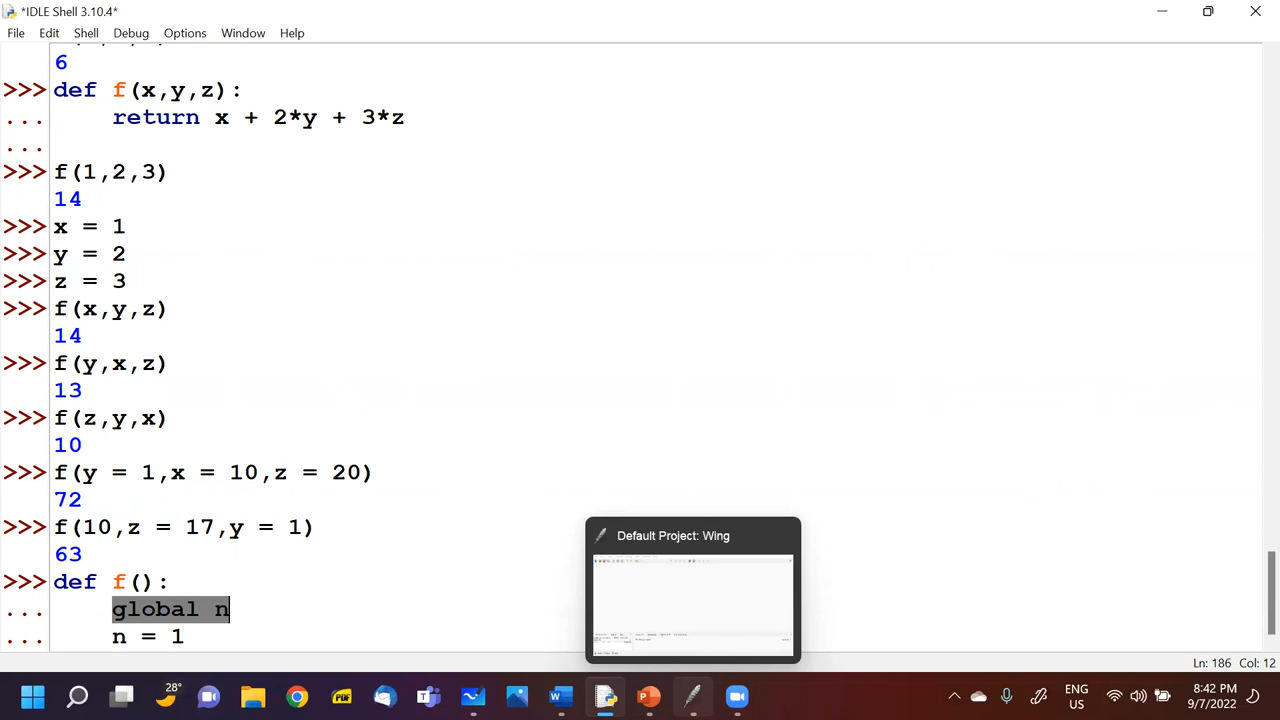 *IDLE Shell 3.10.4*
File Edit Shell Debug Options Window Help
6
>>> def f(x,y,z):
... return x + 2*y + 3*z
...
>>> f(1,2,3)
14
>>> x = 1
>>> y = 2
>>> z = 3
>>> f(x,y,z)
14
>>> f(y,x,z)
13
>>> f(z,y,x)
10
>>> f(y = 1,x = 10,z = 20)
72
>>> f(10,z = 17,y = 1)
63
>>> def f():
... global n
... n = 1
Default Project: Wing
Ln: 186 Col: 12
28°
PDF
ENG
US
8:42 PM
9/7/2022